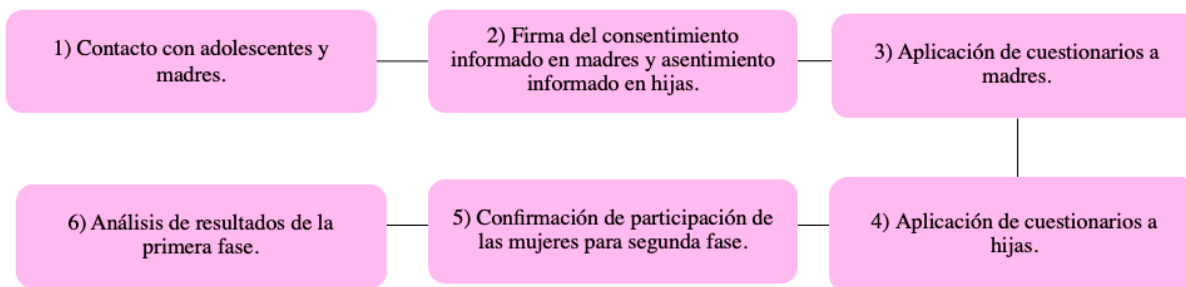 1) Contacto con adolescentes y
madres.
2) Firma del consentimiento
informado en madres y asentimiento
informado en hijas.
3) Aplicación de cuestionarios a
madres.
4) Aplicación de cuestionarios a
hijas.
5) Confirmación de participación de
las mujeres para segunda fase.
6) Análisis de resultados de la
primera fase.